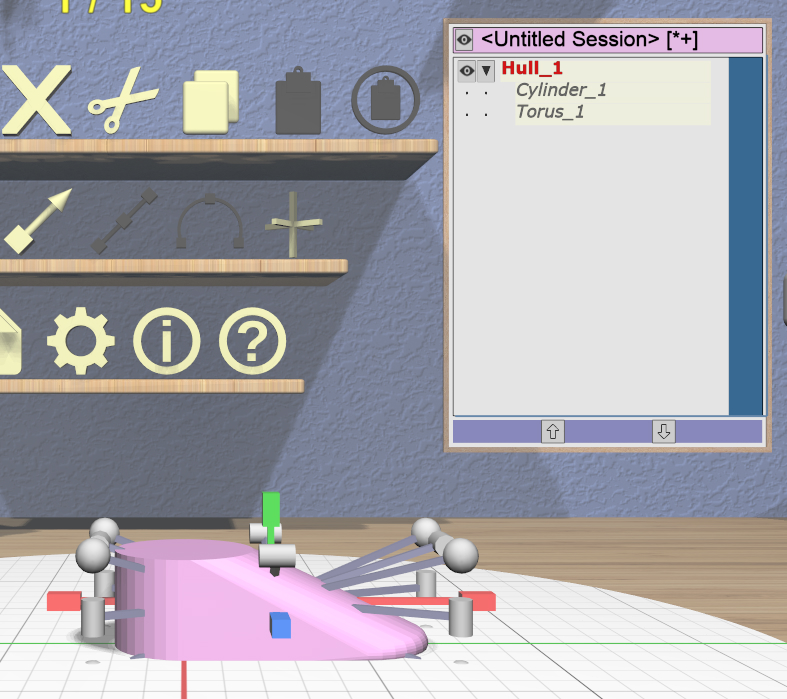 <Untitled Session> [*+]
Hull_1
Cylinder_1
Torus_1
i
?